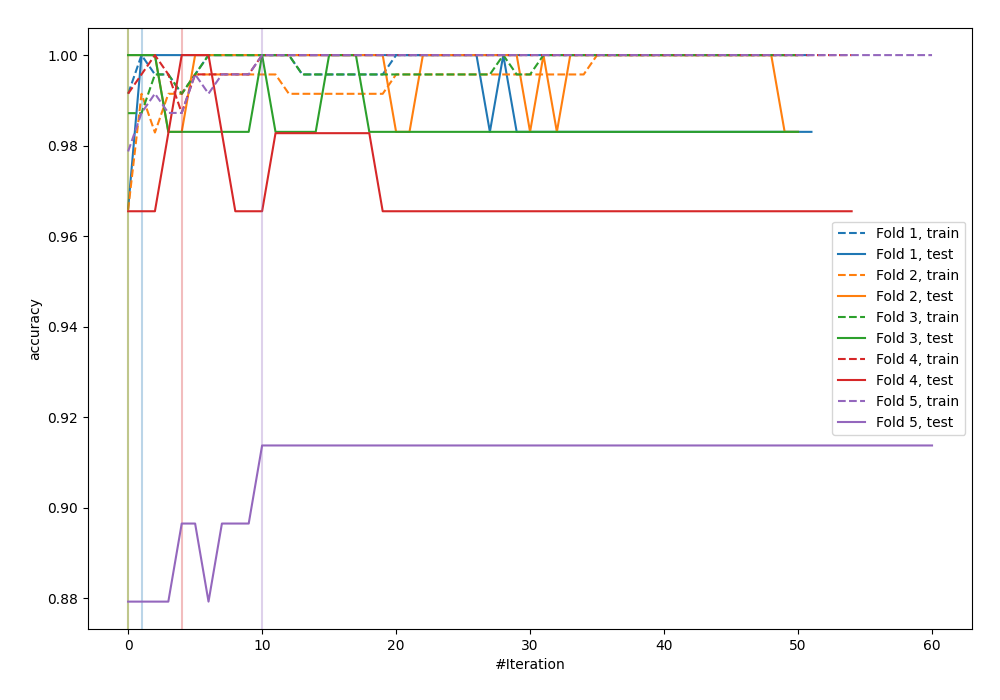 1.00
0.98
0.96
0.94
0.92
0.90
0.88
accuracy
0
10
20
30
40
50
60
#Iteration
Fold 1, train
Fold 1, test
Fold 2, train
Fold 2, test
Fold 3, train
Fold 3, test
Fold 4, train
Fold 4, test
Fold 5, train
Fold 5, test